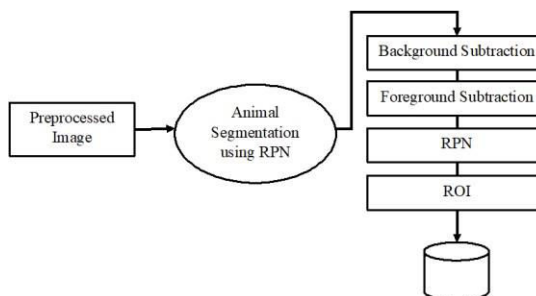 Preprocessed
Image
Animal
Segmentation
using RPN
Background Subtraction
Foreground Subtraction
RPN
ROI